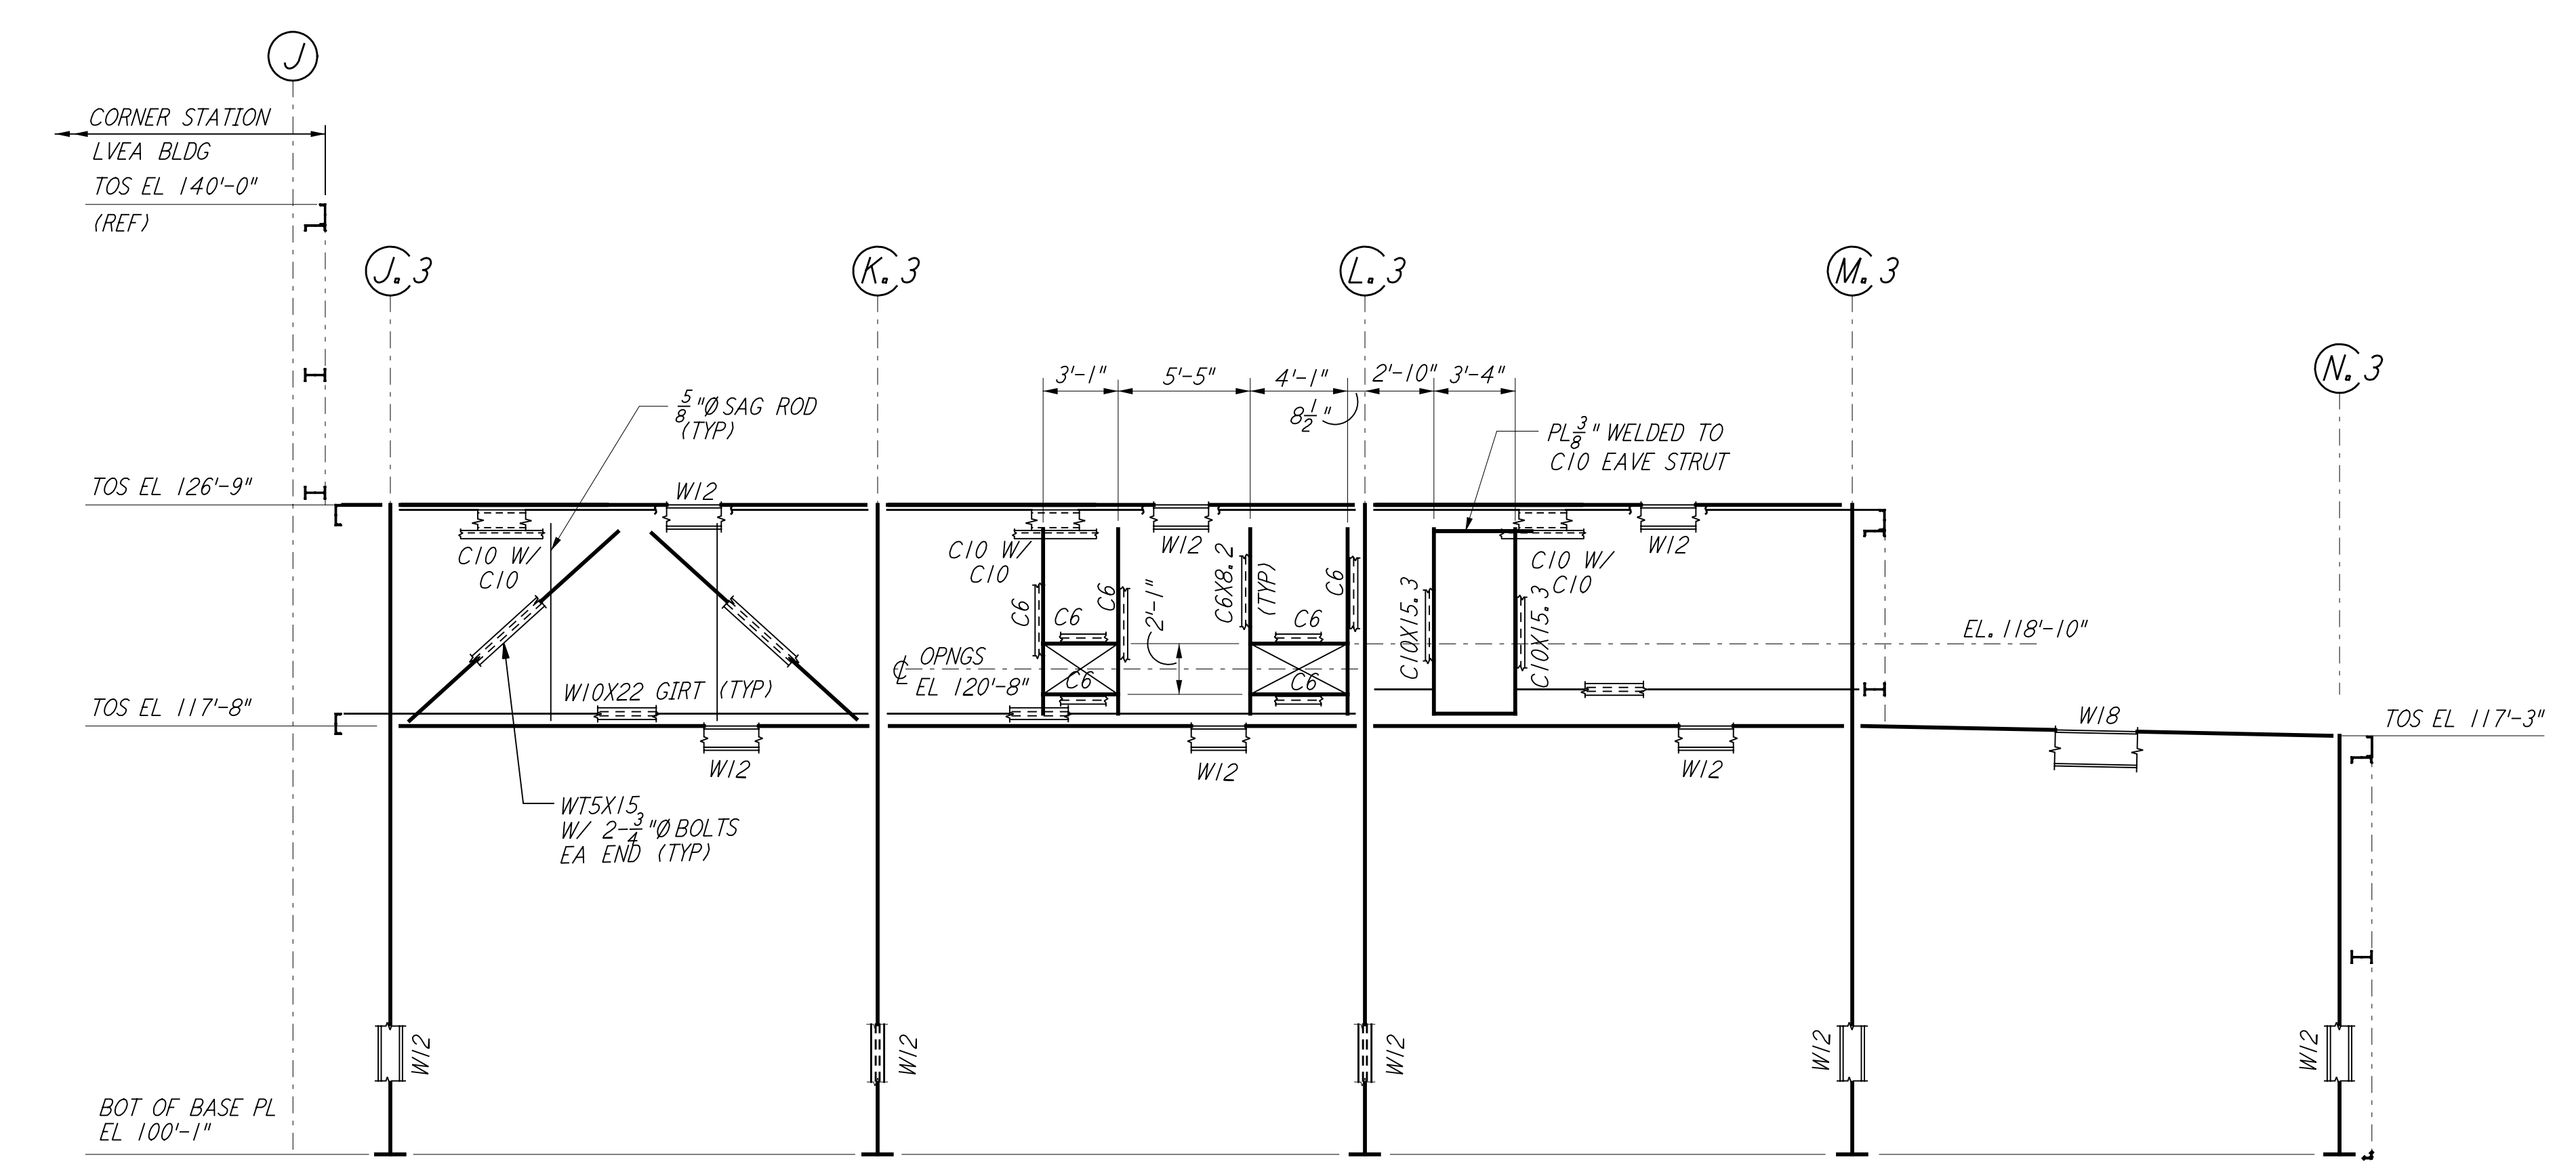 J
CORNER STATION
LVEA BLDG
TOS EL 140'-0"
(REF)
J.3
K.3
L.3
M.3
N.3
3'-1"
5'-5"
4'-1"
2'-10"
3'-4"
8 1/2"
5/8"Ø SAG ROD
(TYP)
PL 3/8" WELDED TO
C10 EAVE STRUT
TOS EL 126'-9"
W12
W12
W12
C10 W/
C10
C10 W/
C10
C10 W/
C10
C6
C6
C6
2'-1"
C6X8.2
(TYP)
C6
C6
C10X15.3
C10X15.3
EL. 118'-10"
℄ OPNGS
EL 120'-8"
C6
C6
W10X22 GIRT (TYP)
TOS EL 117'-8"
W18
TOS EL 117'-3"
W12
W12
W12
WT5X15
W/ 2-3/4"Ø BOLTS
EA END (TYP)
W12
W12
W12
W12
W12
BOT OF BASE PL
EL 100'-1"